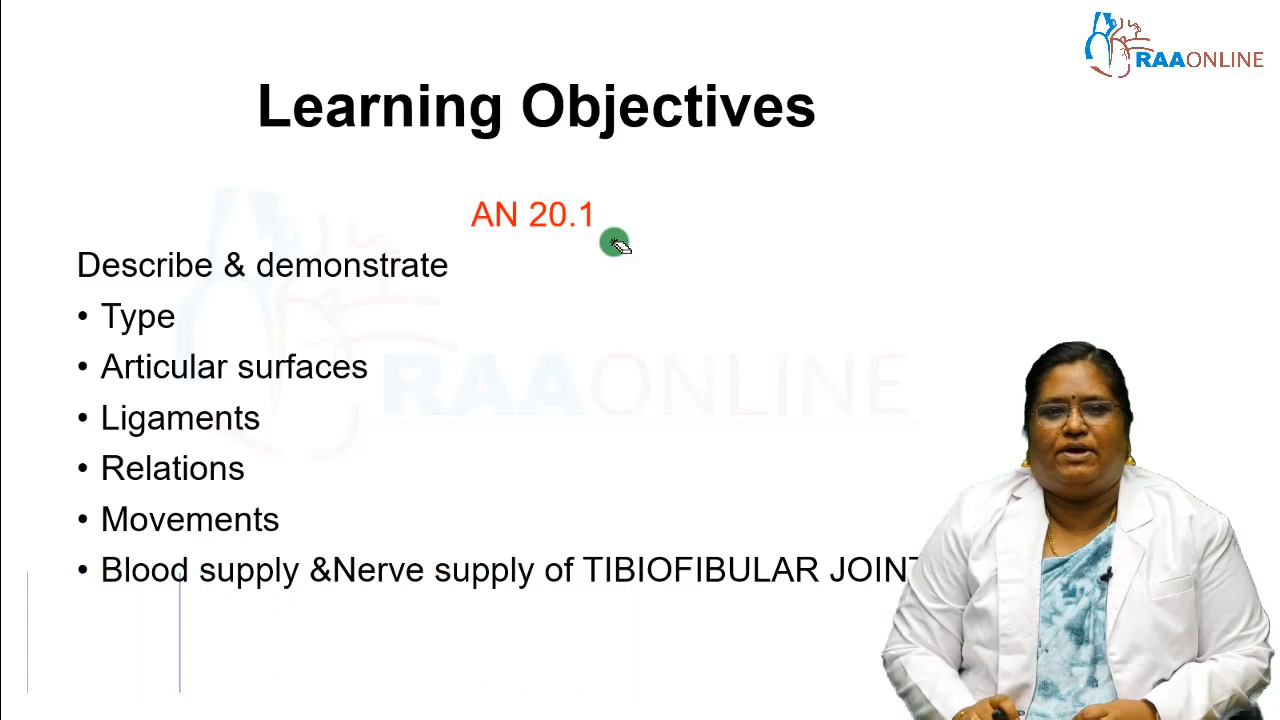 RAAONLINE
Learning Objectives
AN 20.1
Describe & demonstrate
• Type
• Articular surfaces
RAAONLINE
• Ligaments
• Relations
• Movements
• Blood supply &Nerve supply of TIBIOFIBULAR JOINT